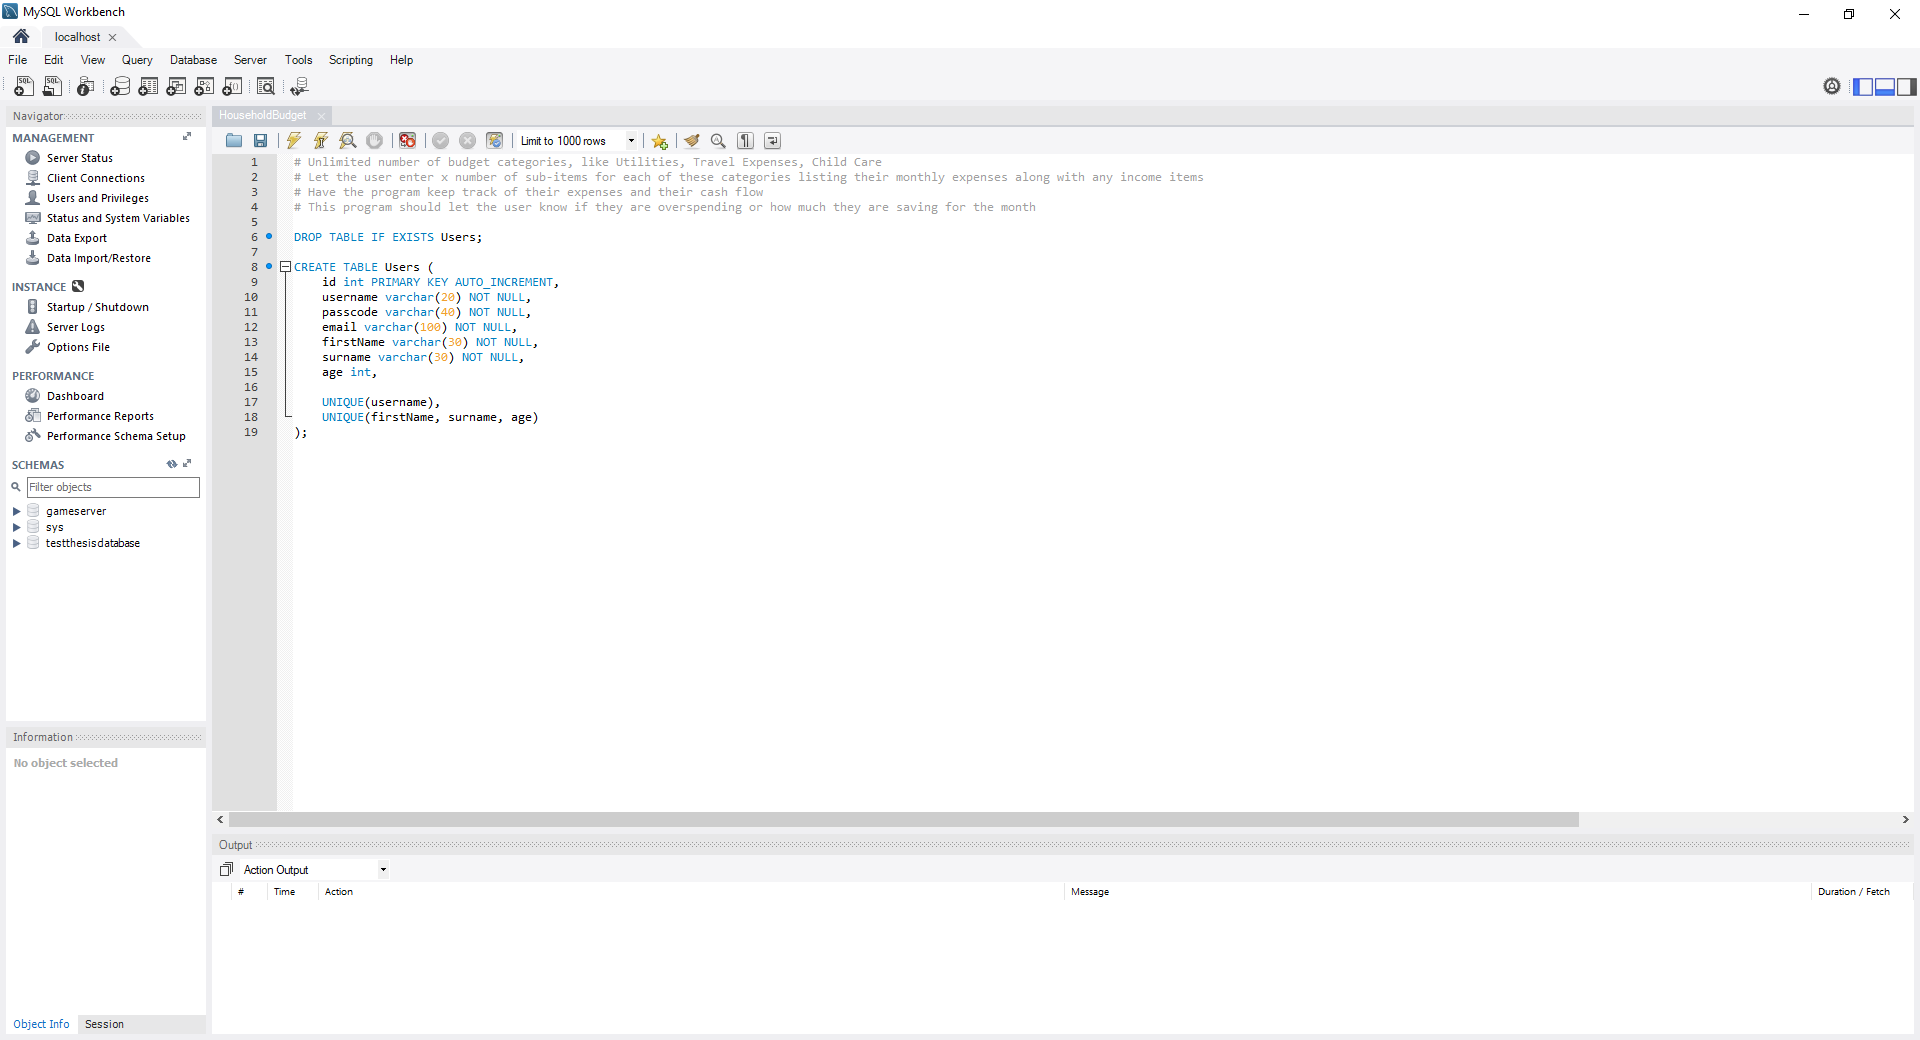 MySQL Workbench
localhost
File Edit View Query Database Server Tools Scripting Help
Navigator
MANAGEMENT
Server Status
Client Connections
Users and Privileges
Status and System Variables
Data Export
Data Import/Restore
INSTANCE
Startup / Shutdown
Server Logs
Options File
PERFORMANCE
Dashboard
Performance Reports
Performance Schema Setup
SCHEMAS
Filter objects
gameserver
sys
testthesisdatabase
Information
No object selected
Object Info Session
HouseholdBudget
Limit to 1000 rows
1 # Unlimited number of budget categories, like Utilities, Travel Expenses, Child Care
2 # Let the user enter x number of sub-items for each of these categories listing their monthly expenses along with any income items
3 # Have the program keep track of their expenses and their cash flow
4 # This program should let the user know if they are overspending or how much they are saving for the month
5
6 DROP TABLE IF EXISTS Users;
7
8 CREATE TABLE Users (
9 id int PRIMARY KEY AUTO_INCREMENT,
10 username varchar(20) NOT NULL,
11 passcode varchar(40) NOT NULL,
12 email varchar(100) NOT NULL,
13 firstName varchar(30) NOT NULL,
14 surname varchar(30) NOT NULL,
15 age int,
16
17 UNIQUE(username),
18 UNIQUE(firstName, surname, age)
19 );
Output
Action Output
# Time Action Message Duration / Fetch